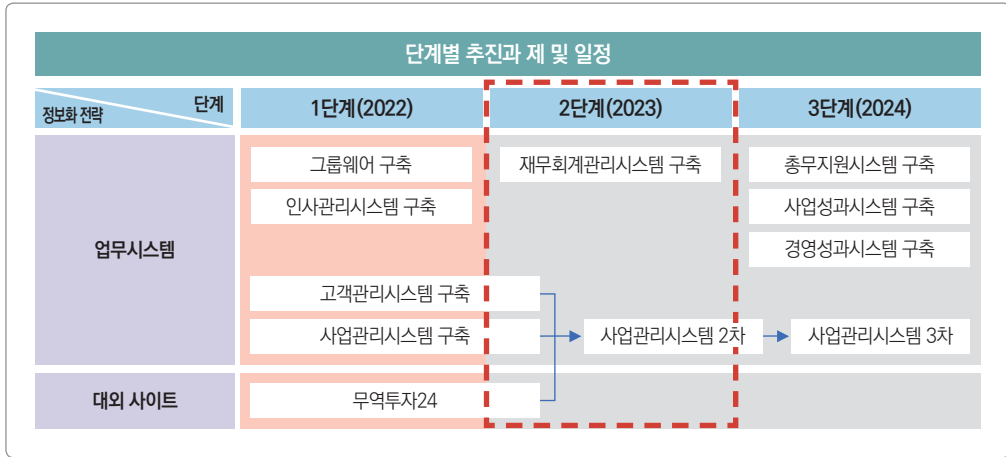 단계별 추진과 제 및 일정
단계
정보화 전략
1단계(2022)
2단계(2023)
3단계(2024)
업무시스템
그룹웨어 구축
재무회계관리시스템 구축
총무지원시스템 구축
인사관리시스템 구축
사업성과시스템 구축
경영성과시스템 구축
고객관리시스템 구축
사업관리시스템 구축
사업관리시스템 2차
사업관리시스템 3차
대외 사이트
무역투자24